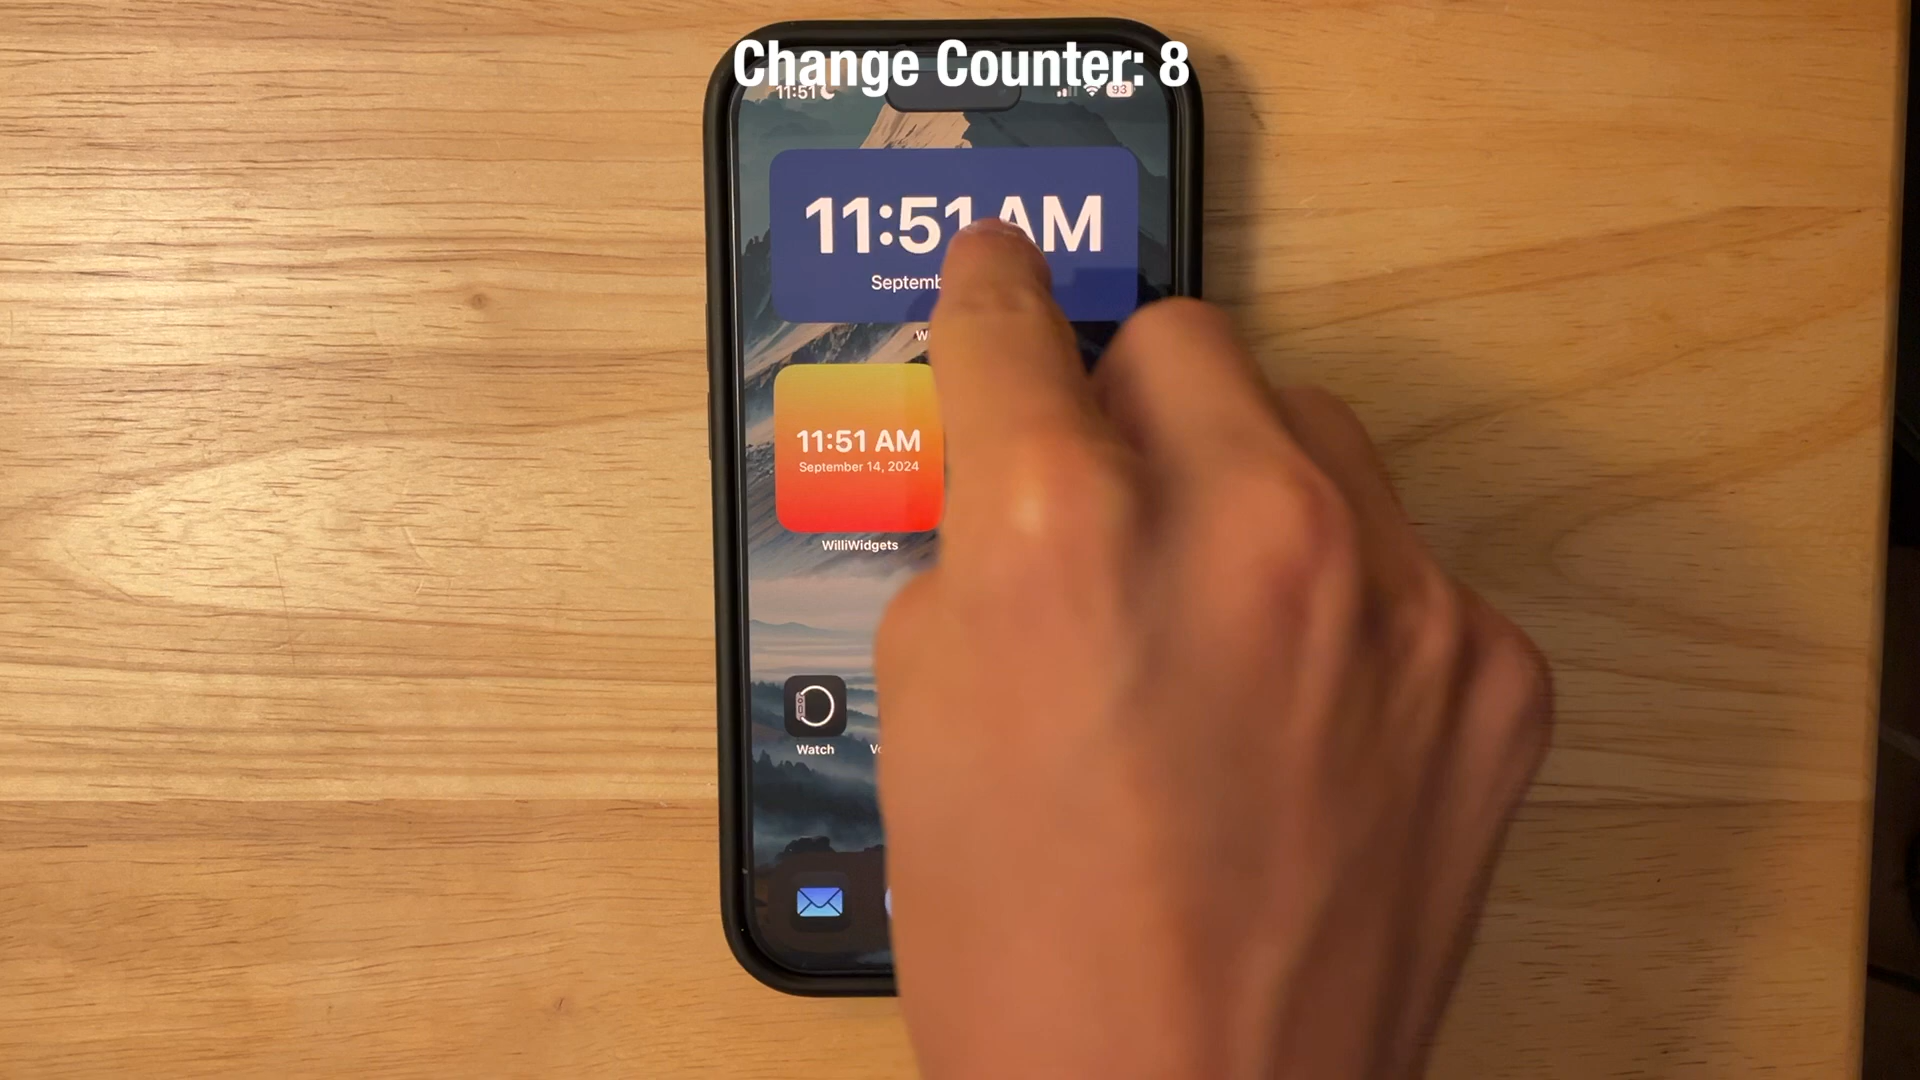 Change Counter: 8
11:51
93
11:51 AM
11:51 AM
September 14, 2024
WilliWidgets
Watch